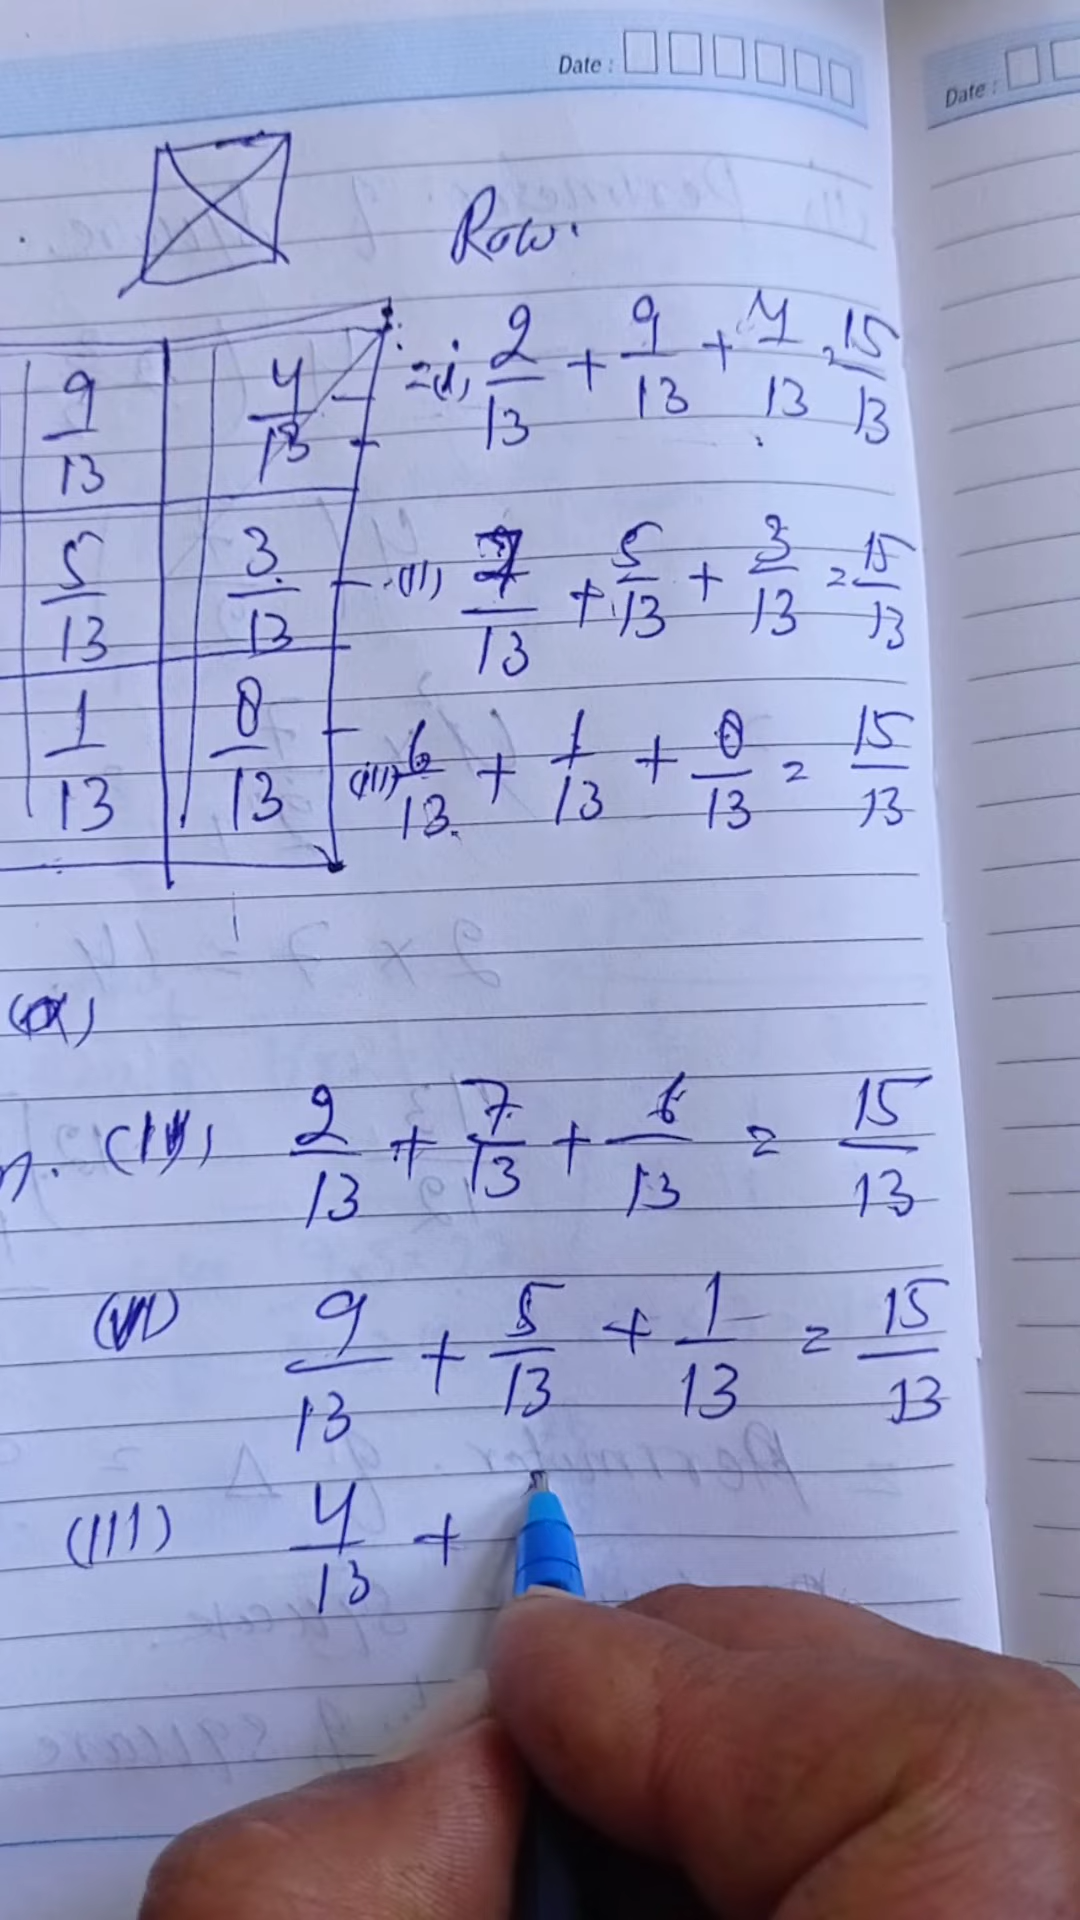 Date :
Date :
Row.
9/13 4/13 = (i) 2/13 + 9/13 + 4/13 = 15/13
5/13 3/13 (ii) 7/13 + 5/13 + 3/13 = 15/13
1/13 8/13 (iii) 6/13 + 1/13 + 8/13 = 15/13
2/13 + 7/13 + 6/13 = 15/13
9/13 + 5/13 + 1/13 = 15/13
(III) 4/13 +